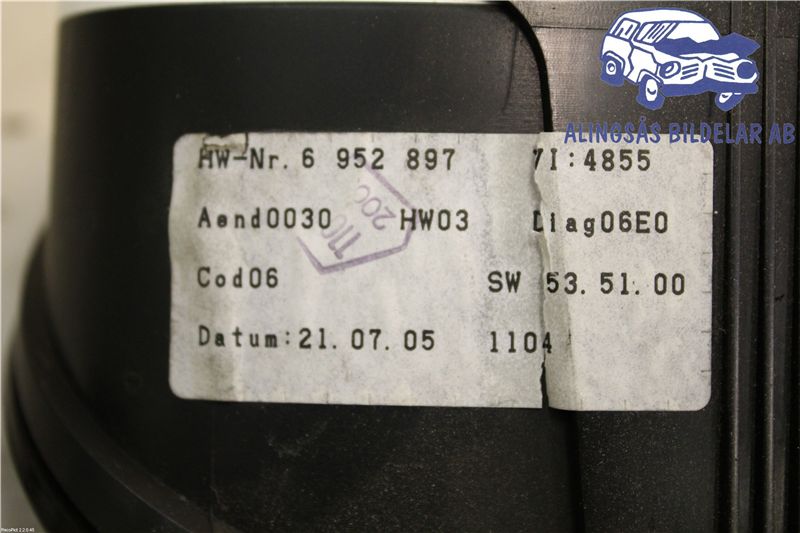 ALINGSÅS BILDELAR AB
HW-Nr. 6 952 897 7I:4855
Aend0030 HW03 Diag06E0
Cod06 SW 53.51.00
Datum:21.07.05 1104